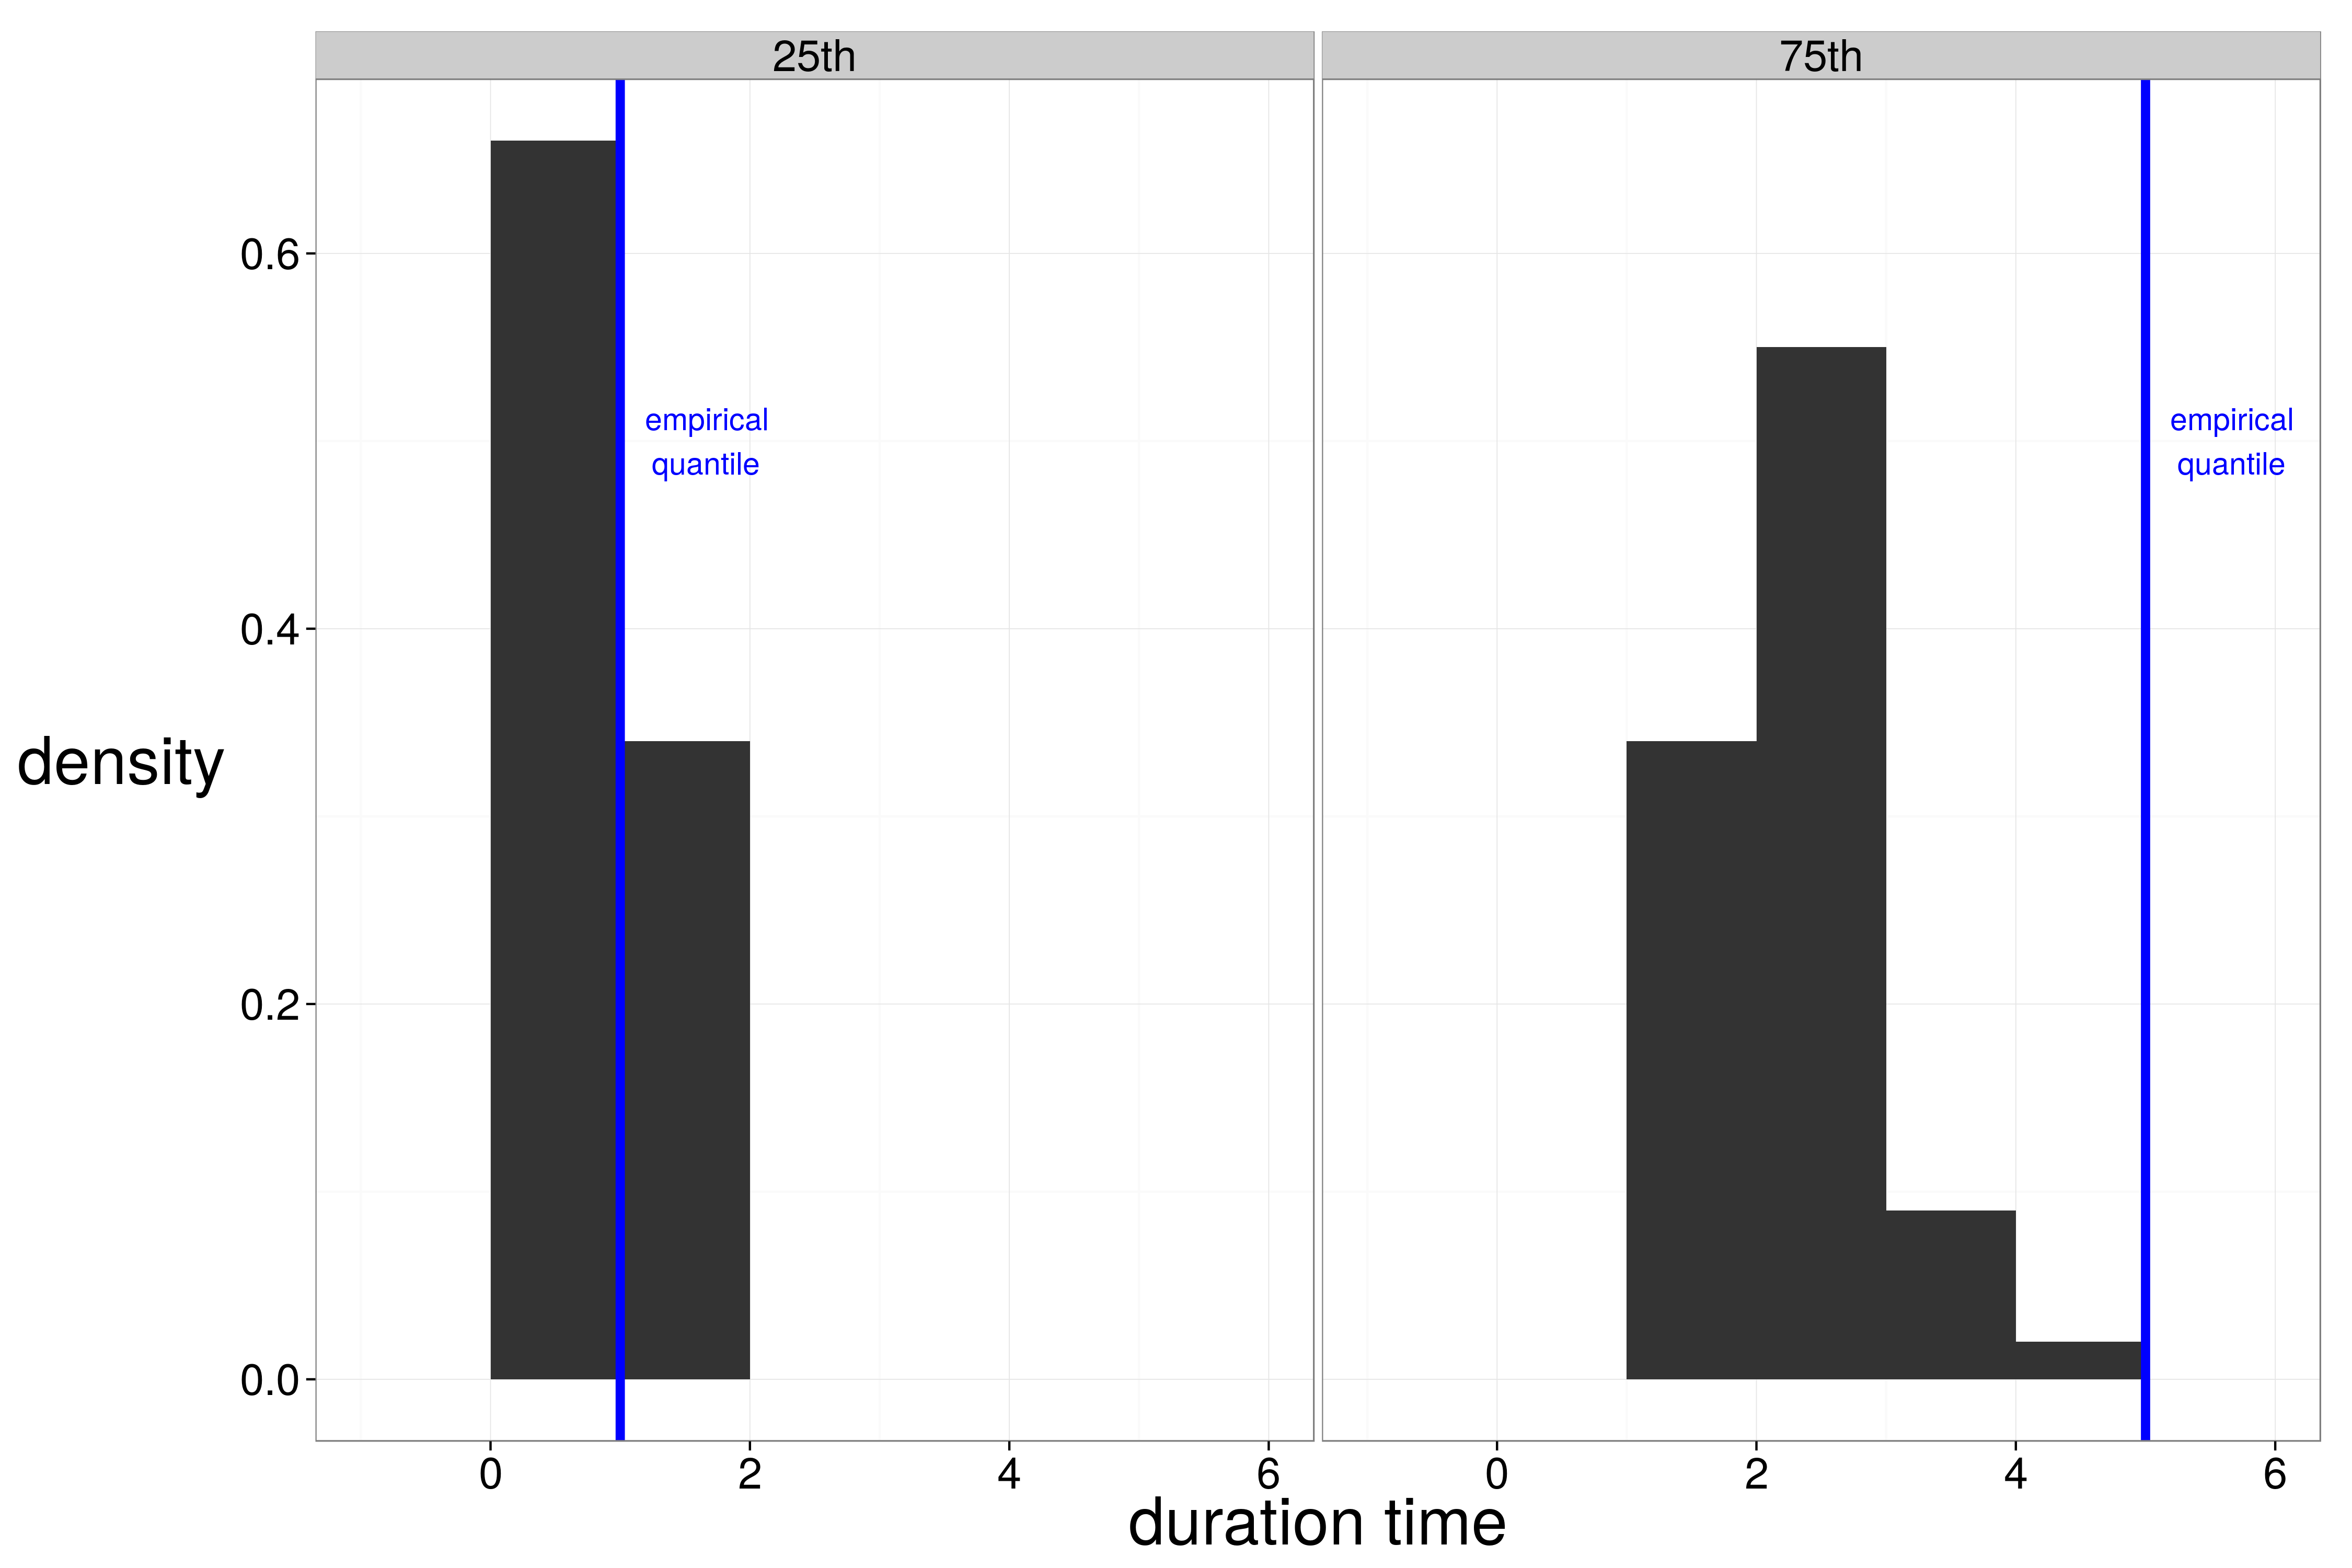 25th
75th
0.6
0.4
0.2
0.0
density
empirical
quantile
empirical
quantile
0 2 4 6 0 2 4 6
duration time